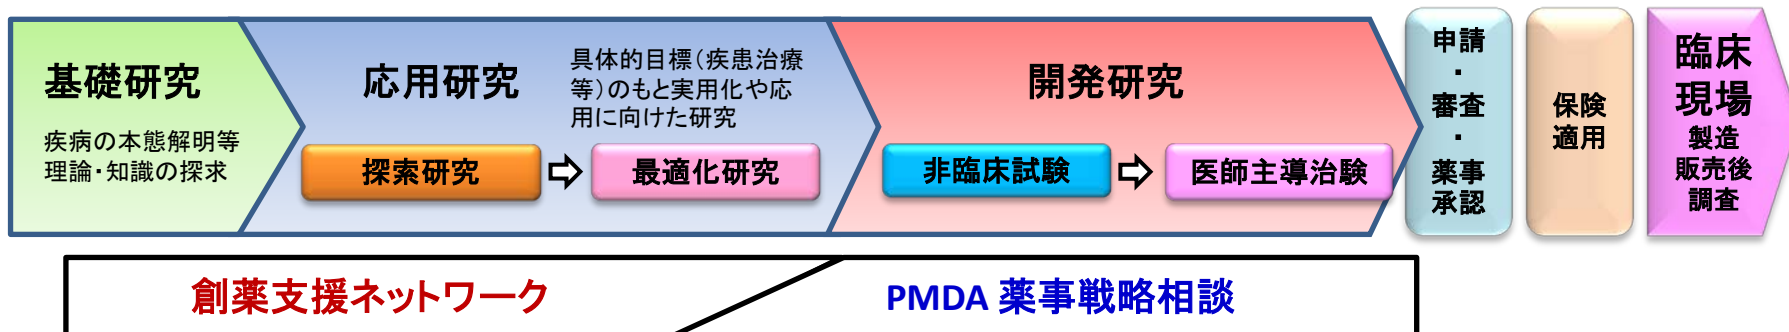 基礎研究
疾病の本態解明等
理論・知識の探求
応用研究
具体的目標（疾患治療
等）のもと実用化や応
用に向けた研究
探索研究
最適化研究
開発研究
非臨床試験
医師主導治験
申請
・
審査
・
薬事
承認
保険
適用
臨床
現場
製造
販売後
調査
創薬支援ネットワーク
PMDA 薬事戦略相談